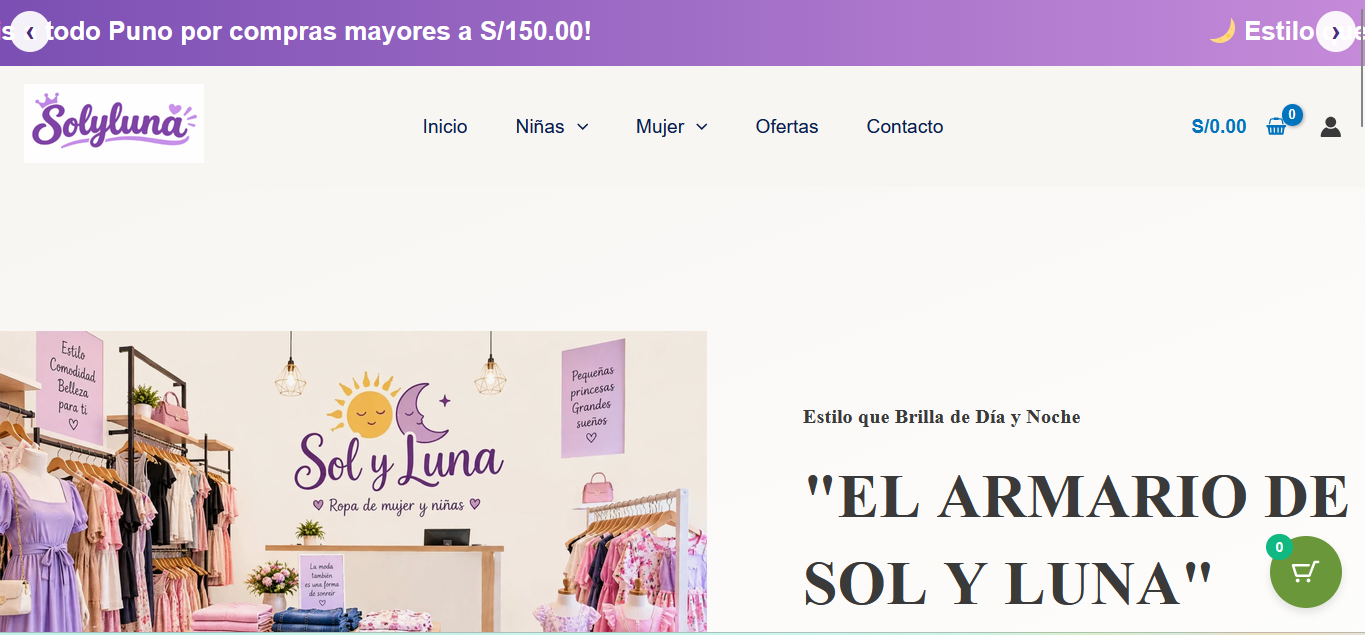 ‹ todo Puno por compras mayores a S/150.00!
🌙 Estilo ›
Solyluna
Inicio
Niñas
Mujer
Ofertas
Contacto
S/0.00
0
Estilo
Comodidad
Belleza
para ti
♡
Sol y Luna
Ropa de mujer y niñas
Pequeñas
princesas
Grandes
sueños
♡
La moda
también
es una forma
de sonreír
♡
Estilo que Brilla de Día y Noche
"EL ARMARIO DE
SOL Y LUNA"
0